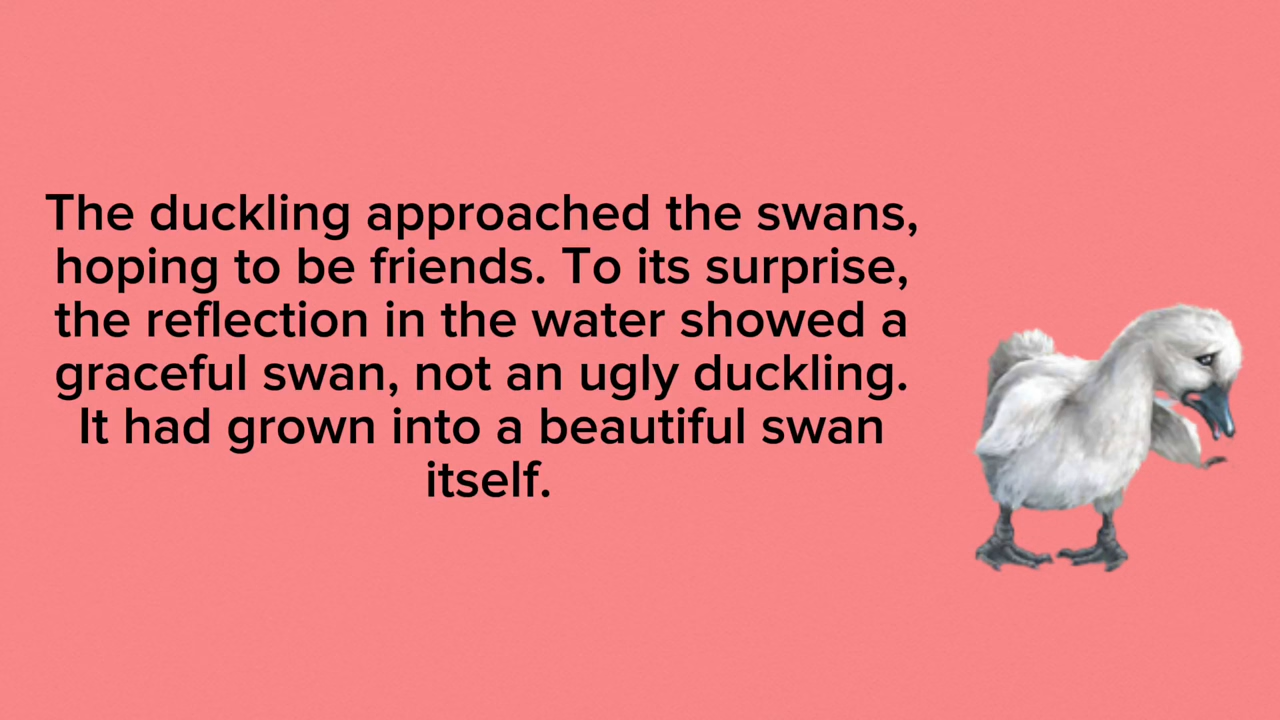 The duckling approached the swans,
hoping to be friends. To its surprise,
the reflection in the water showed a
graceful swan, not an ugly duckling.
It had grown into a beautiful swan
itself.